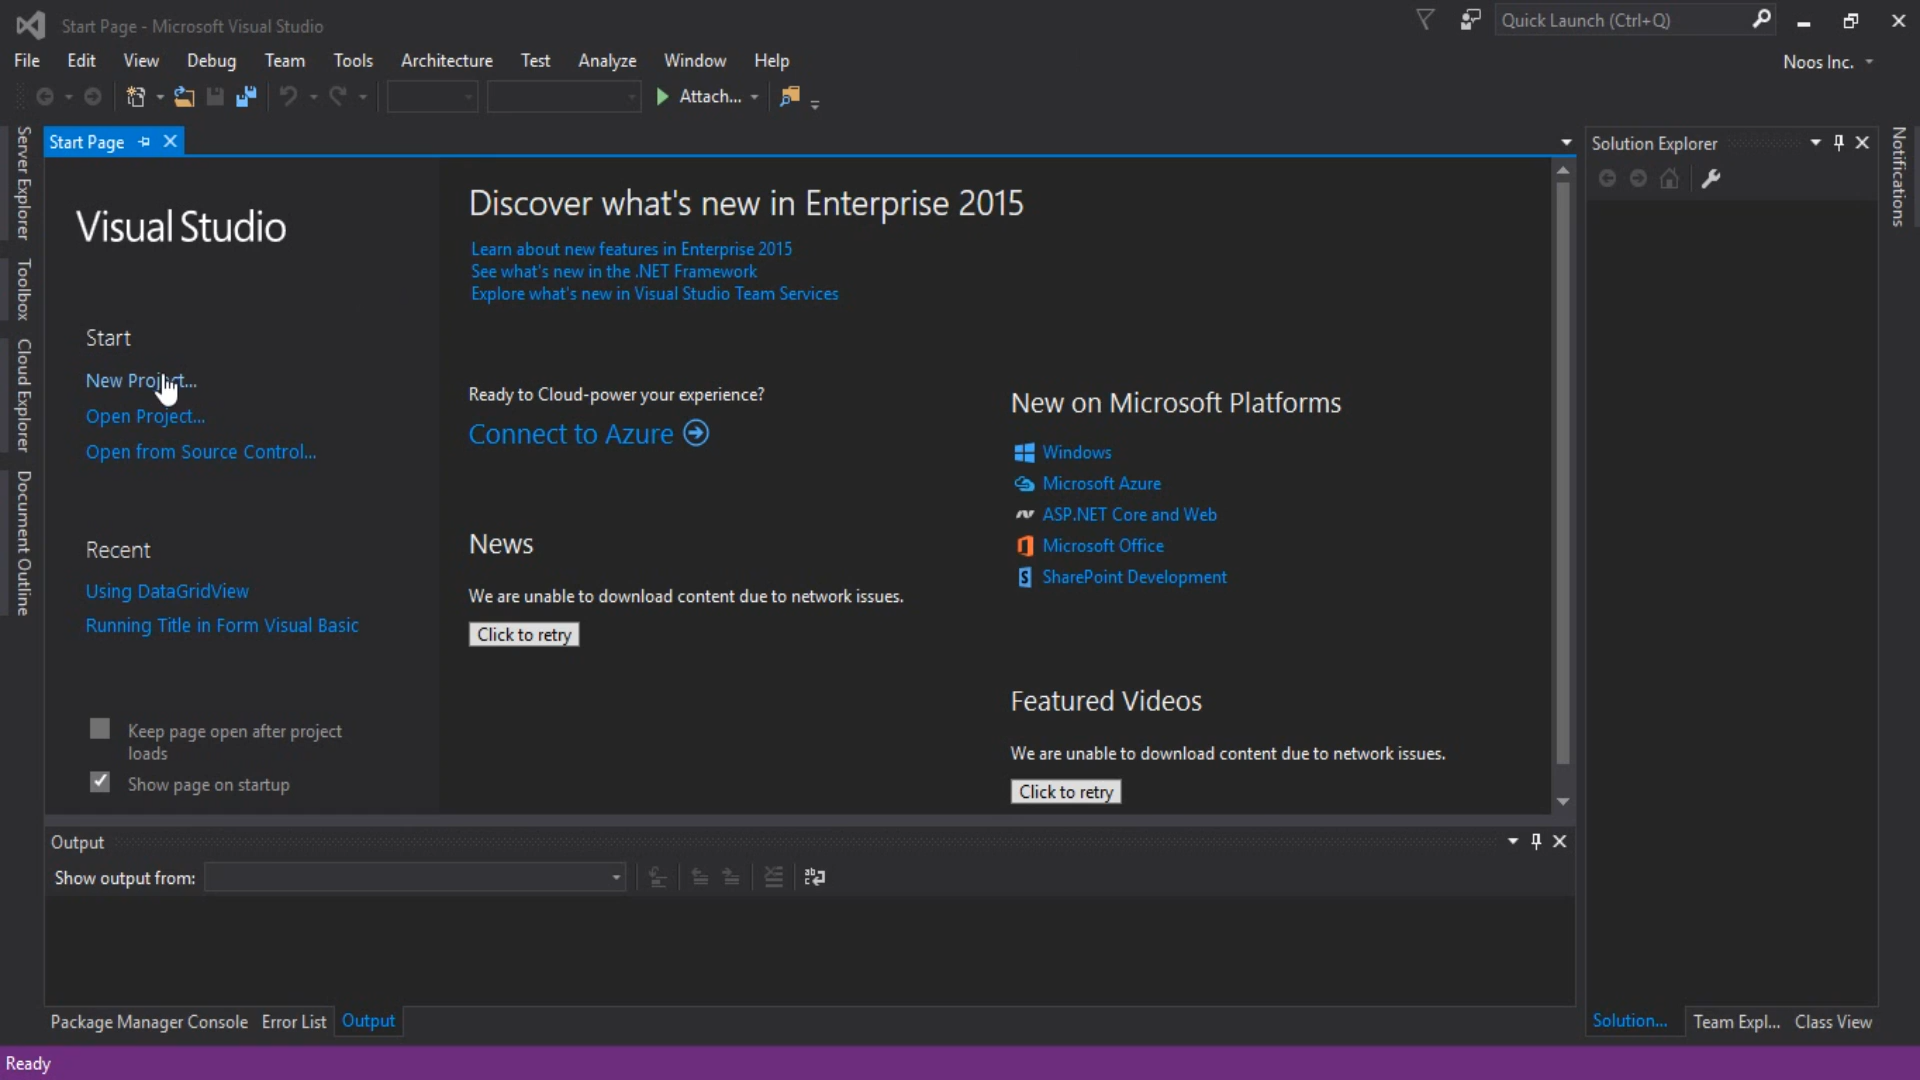 Start Page - Microsoft Visual Studio
Quick Launch (Ctrl+Q)
File Edit View Debug Team Tools Architecture Test Analyze Window Help
Noos Inc.
Attach...
Server Explorer
Toolbox
Cloud Explorer
Document Outline
Start Page
Visual Studio
Start
New Project...
Open Project...
Open from Source Control...
Recent
Using DataGridView
Running Title in Form Visual Basic
Keep page open after project
loads
Show page on startup
Discover what's new in Enterprise 2015
Learn about new features in Enterprise 2015
See what's new in the .NET Framework
Explore what's new in Visual Studio Team Services
Ready to Cloud-power your experience?
Connect to Azure
News
We are unable to download content due to network issues.
Click to retry
New on Microsoft Platforms
Windows
Microsoft Azure
ASP.NET Core and Web
Microsoft Office
SharePoint Development
Featured Videos
We are unable to download content due to network issues.
Click to retry
Solution Explorer
Notifications
Output
Show output from:
Package Manager Console Error List Output
Solution... Team Expl... Class View
Ready